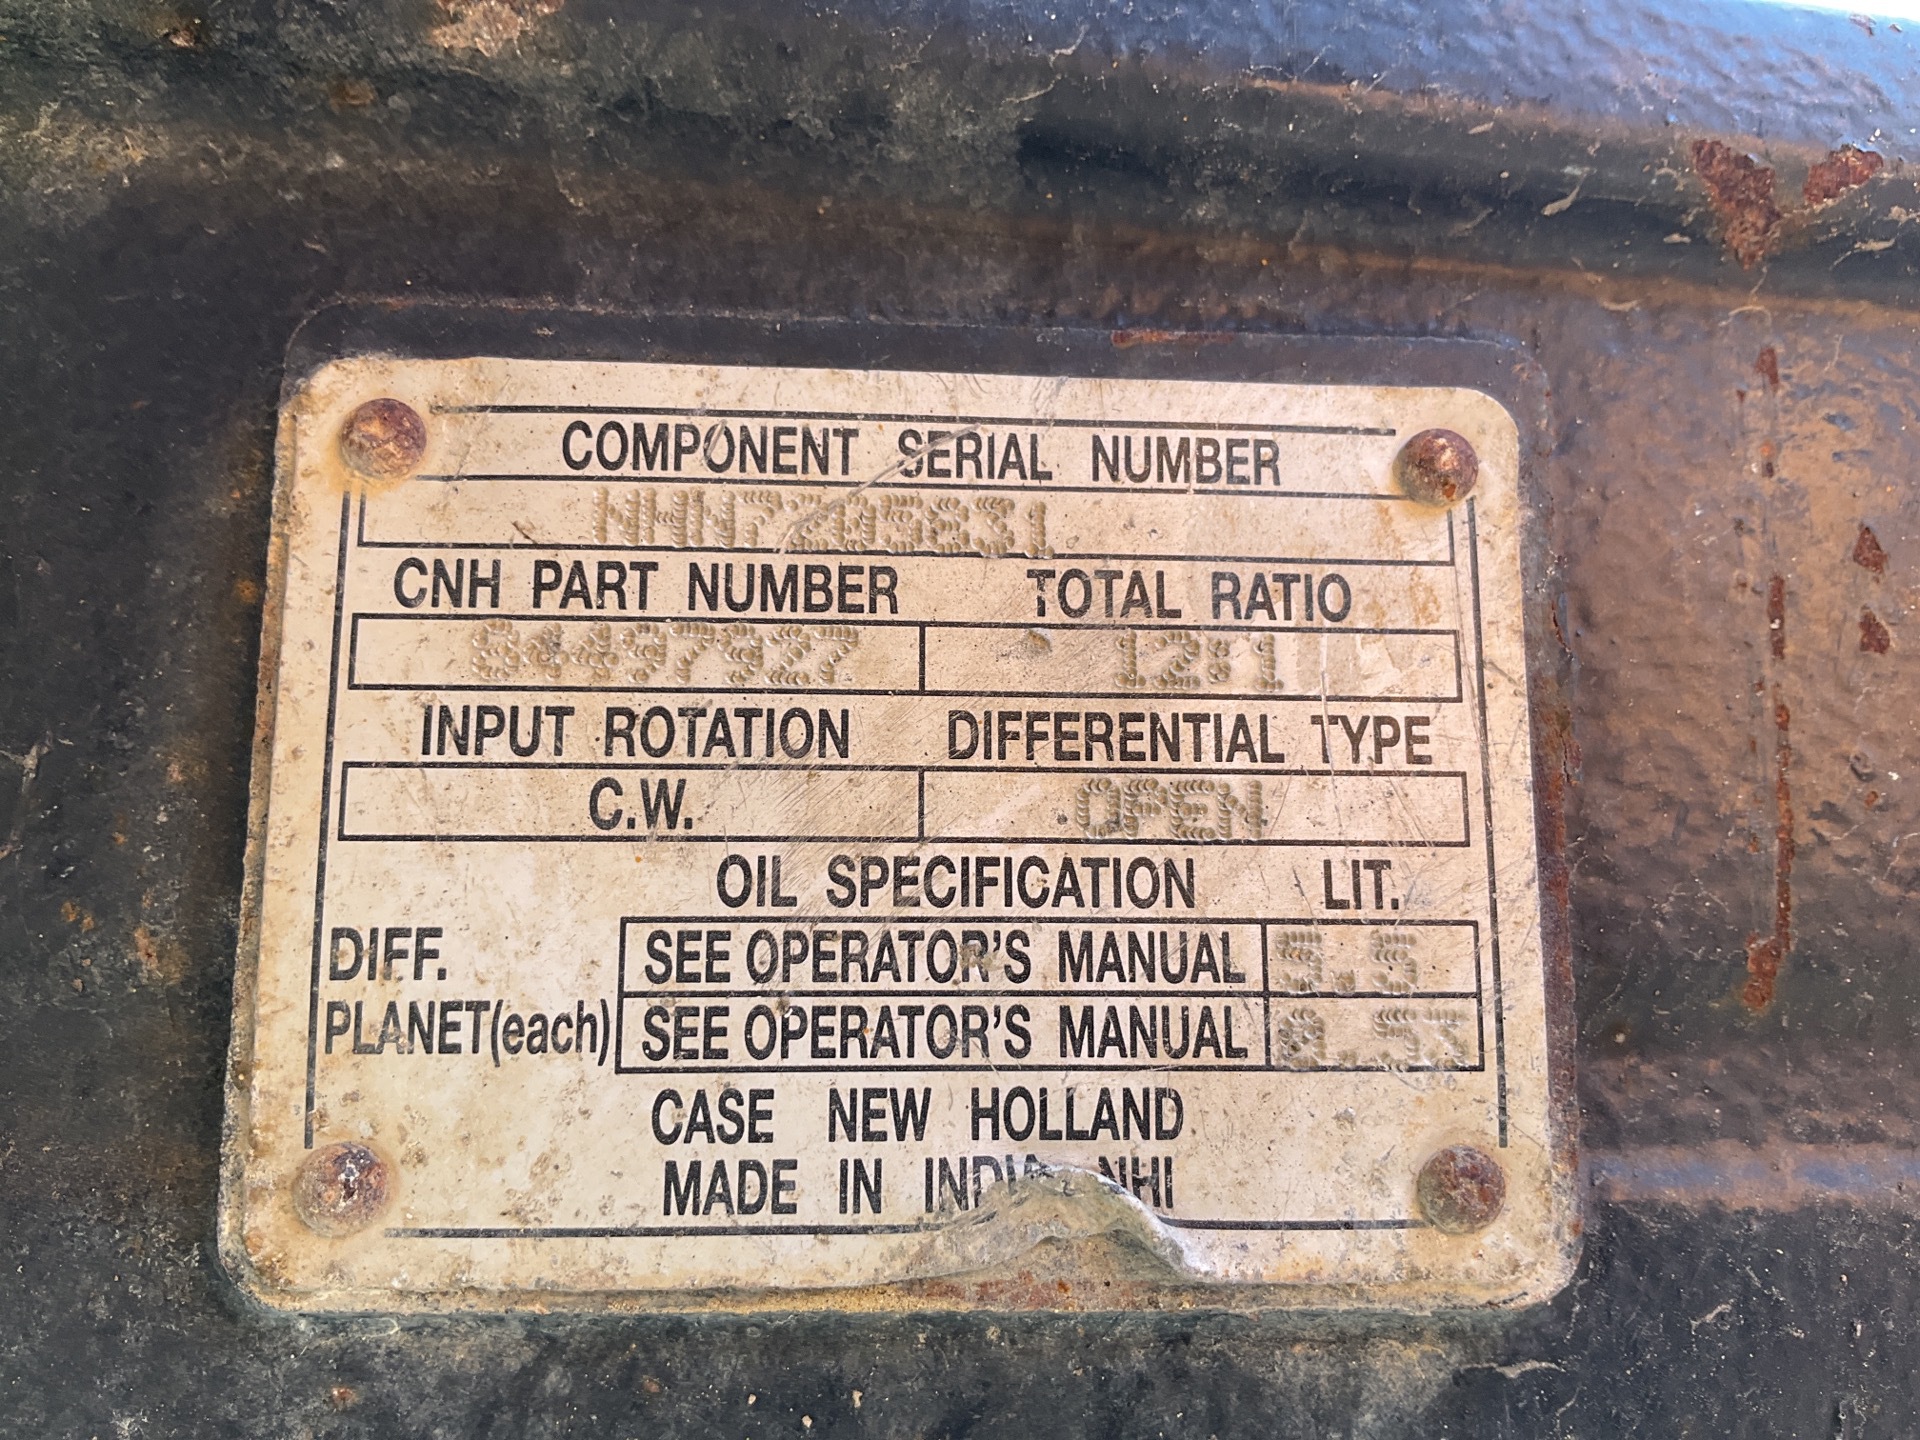 COMPONENT SERIAL NUMBER
CNH PART NUMBER TOTAL RATIO
12:1
INPUT ROTATION DIFFERENTIAL TYPE
C.W. OPEN
OIL SPECIFICATION LIT.
DIFF. SEE OPERATOR'S MANUAL
PLANET(each) SEE OPERATOR'S MANUAL
CASE NEW HOLLAND
MADE IN INDIA NHI